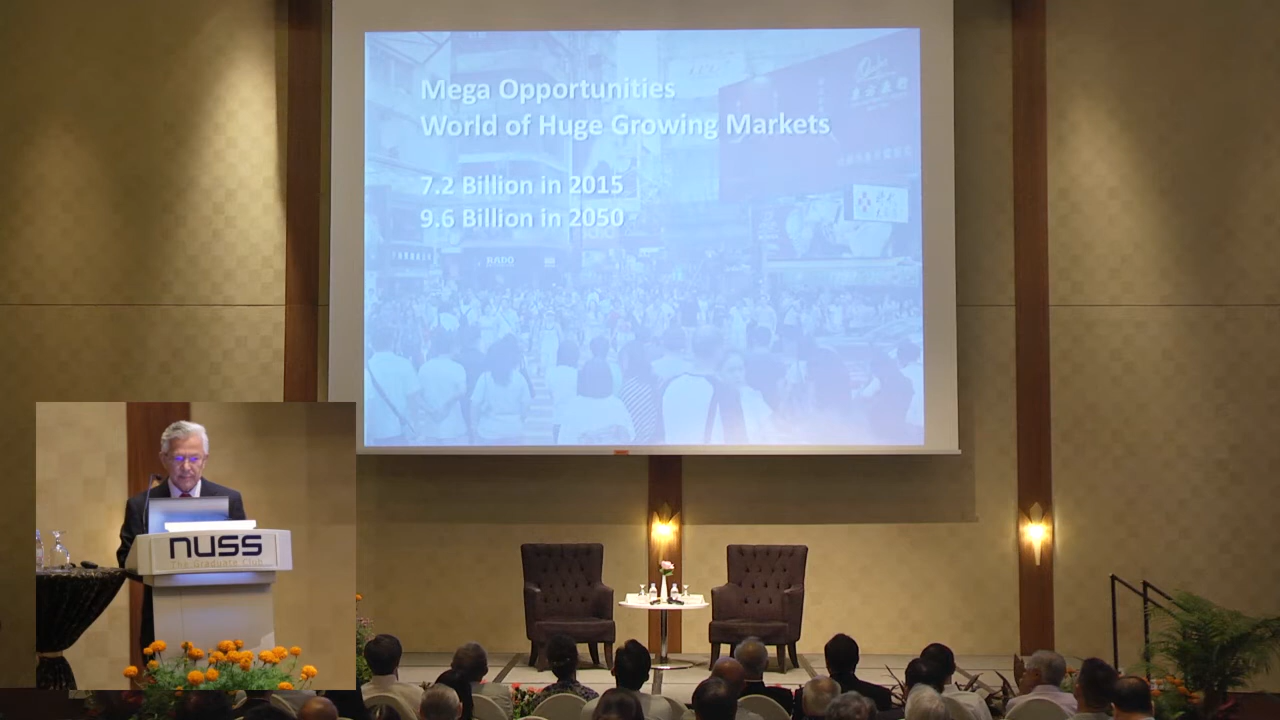 Mega Opportunities
World of Huge Growing Markets
7.2 Billion in 2015
9.6 Billion in 2050
RADO
nuss
The Graduate Club